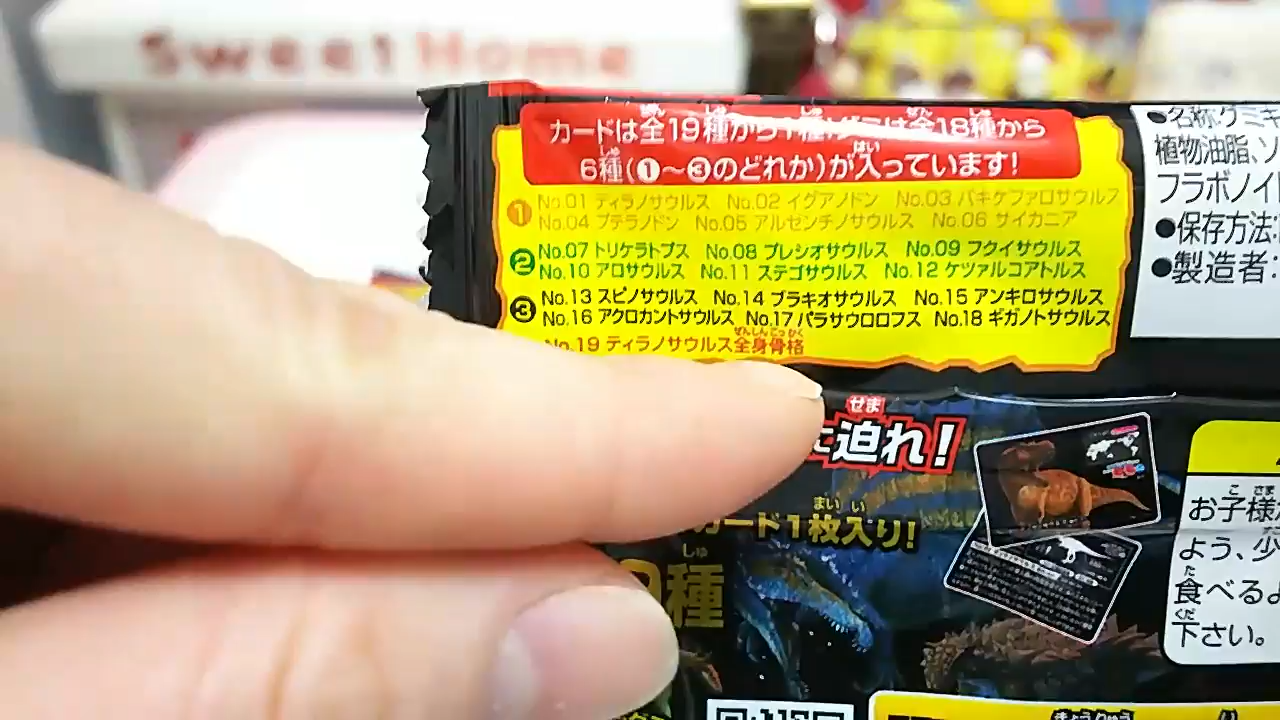 Sweet Home
カードは全19種から1種!グミは全18種から
6種(❶～❸のどれか)が入っています!
① No.01 ティラノサウルス No.02 イグアノドン No.03 パキケファロサウルス
No.04 プテラノドン No.05 アルゼンチノサウルス No.06 サイカニア
② No.07 トリケラトプス No.08 プレシオサウルス No.09 フクイサウルス
No.10 アロサウルス No.11 ステゴサウルス No.12 ケツァルコアトルス
③ No.13 スピノサウルス No.14 ブラキオサウルス No.15 アンキロサウルス
No.16 アクロカントサウルス No.17 パラサウロロフス No.18 ギガノトサウルス
No.19 ティラノサウルス全身骨格
●名称:グミキ
植物油脂、ソ
フラボノイ
●保存方法:
●製造者:
に迫れ!
カード1枚入り!
9種
お子様
よう、少
食べるよ
下さい。